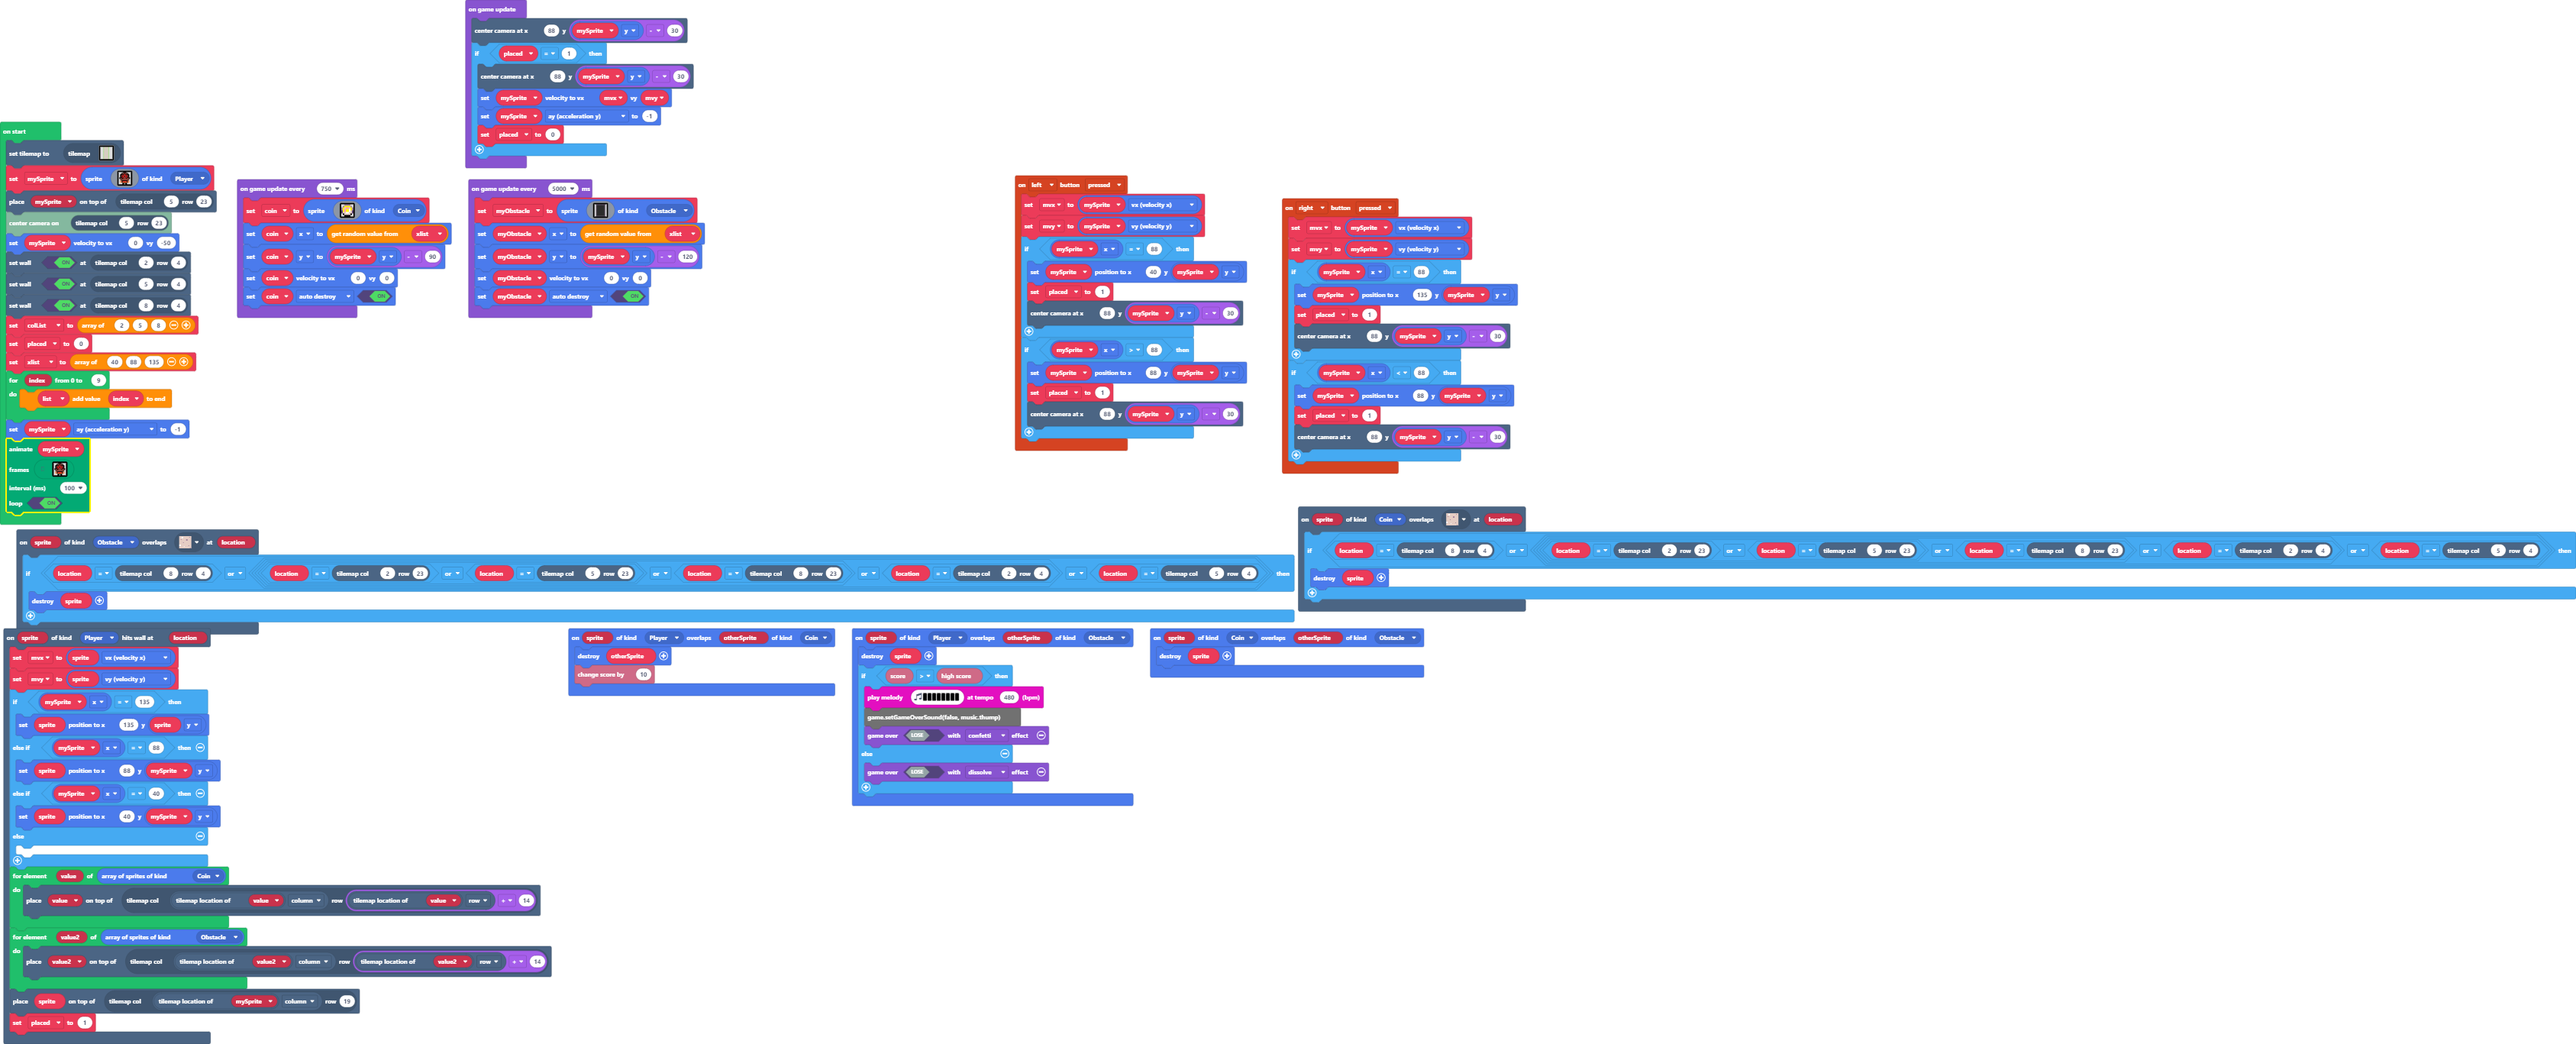 on game update
center camera at x 88 y mySprite y - 30
if placed = 1 then
center camera at x 88 y mySprite y - 30
set mySprite velocity to vx mvx vy mvy
set mySprite ay (acceleration y) to -1
set placed to 0
on start
set tilemap to tilemap
set mySprite to sprite of kind Player
place mySprite on top of tilemap col 5 row 23
center camera on tilemap col 5 row 23
set mySprite velocity to vx 0 vy -50
set wall ON at tilemap col 2 row 4
set wall ON at tilemap col 5 row 4
set wall ON at tilemap col 8 row 4
set colList to array of 2 5 8
set placed to 0
set xlist to array of 40 88 135
for index from 0 to 9
do list add value index to end
set mySprite ay (acceleration y) to -1
animate mySprite
frames
interval (ms) 100
loop ON
on game update every 750 ms
set coin to sprite of kind Coin
set coin x to get random value from xlist
set coin y to mySprite y - 90
set coin velocity to vx 0 vy 0
set coin auto destroy ON
on game update every 5000 ms
set myObstacle to sprite of kind Obstacle
set myObstacle x to get random value from xlist
set myObstacle y to mySprite y - 120
set myObstacle velocity to vx 0 vy 0
set myObstacle auto destroy ON
on left button pressed
set mvx to mySprite vx (velocity x)
set mvy to mySprite vy (velocity y)
if mySprite x = 88 then
set mySprite position to x 40 y mySprite y
set placed to 1
center camera at x 88 y mySprite y - 30
if mySprite x > 88 then
set mySprite position to x 88 y mySprite y
set placed to 1
center camera at x 88 y mySprite y - 30
on right button pressed
set mvx to mySprite vx (velocity x)
set mvy to mySprite vy (velocity y)
if mySprite x = 88 then
set mySprite position to x 135 y mySprite y
set placed to 1
center camera at x 88 y mySprite y - 30
if mySprite x < 88 then
set mySprite position to x 88 y mySprite y
set placed to 1
center camera at x 88 y mySprite y - 30
on sprite of kind Obstacle overlaps at location
if location = tilemap col 8 row 4 or location = tilemap col 2 row 23 or location = tilemap col 5 row 23 or location = tilemap col 8 row 23 or location = tilemap col 2 row 4 or location = tilemap col 5 row 4 then
destroy sprite
on sprite of kind Coin overlaps at location
if location = tilemap col 8 row 4 or location = tilemap col 2 row 23 or location = tilemap col 5 row 23 or location = tilemap col 8 row 23 or location = tilemap col 2 row 4 or location = tilemap col 5 row 4 then
destroy sprite
on sprite of kind Player hits wall at location
set mvx to sprite vx (velocity x)
set mvy to sprite vy (velocity y)
if mySprite x = 135 then
set sprite position to x 135 y sprite y
else if mySprite x = 88 then
set sprite position to x 88 y mySprite y
else if mySprite x = 40 then
set sprite position to x 40 y mySprite y
else
for element value of array of sprites of kind Coin
do
place value on top of tilemap col tilemap location of value column row tilemap location of value row + 14
for element value2 of array of sprites of kind Obstacle
do
place value2 on top of tilemap col tilemap location of value2 column row tilemap location of value2 row + 14
place sprite on top of tilemap col tilemap location of mySprite column row 19
set placed to 1
on sprite of kind Player overlaps otherSprite of kind Coin
destroy otherSprite
change score by 10
on sprite of kind Player overlaps otherSprite of kind Obstacle
destroy sprite
if score > high score then
play melody at tempo 480 (bpm)
game.setGameOverSound(false, music.thump)
game over LOSE with confetti effect
else
game over LOSE with dissolve effect
on sprite of kind Coin overlaps otherSprite of kind Obstacle
destroy sprite